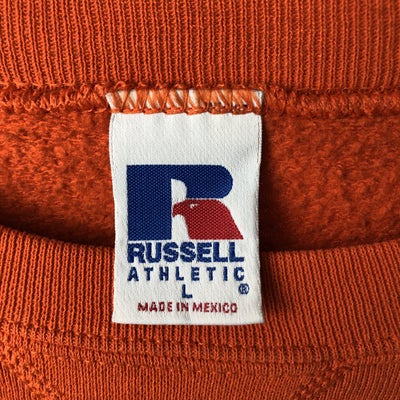 R
RUSSELL
ATHLETIC
L ®
MADE IN MEXICO